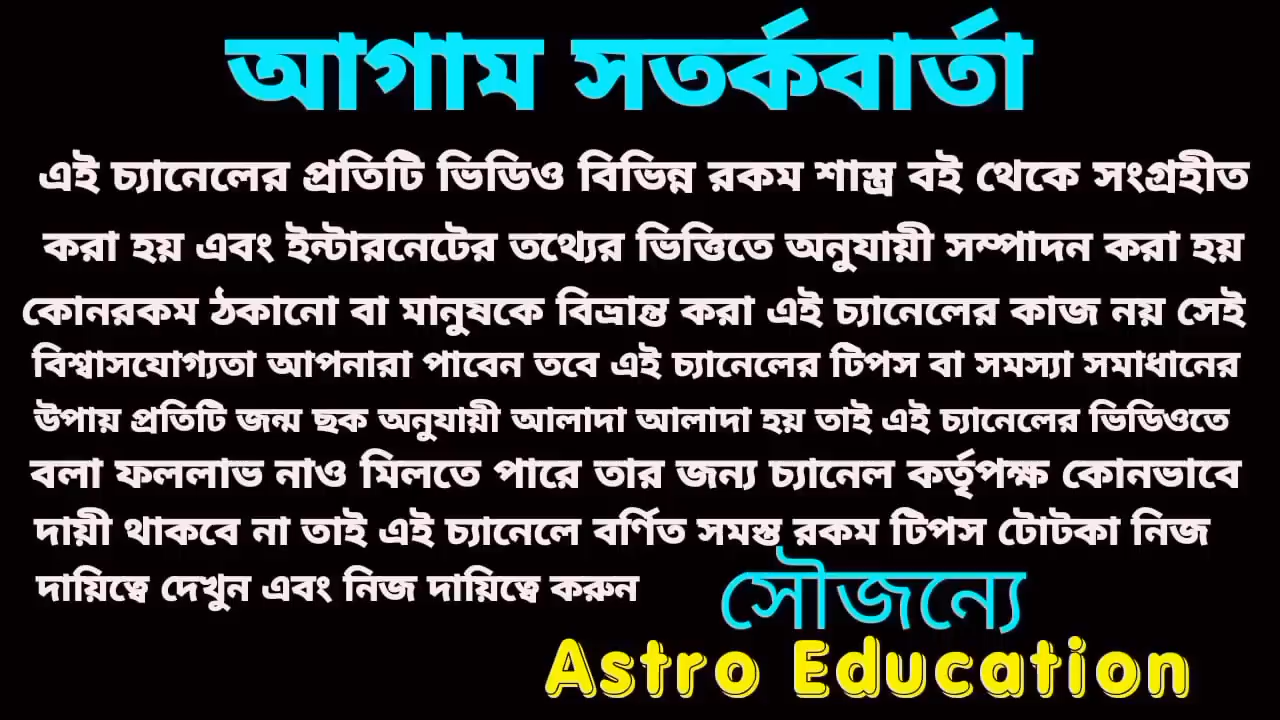 আগাম সতর্কবার্তা
এই চ্যানেলের প্রতিটি ভিডিও বিভিন্ন রকম শাস্ত্র বই থেকে সংগ্রহীত
করা হয় এবং ইন্টারনেটের তথ্যের ভিত্তিতে অনুযায়ী সম্পাদন করা হয়
কোনরকম ঠকানো বা মানুষকে বিভ্রান্ত করা এই চ্যানেলের কাজ নয় সেই
বিশ্বাসযোগ্যতা আপনারা পাবেন তবে এই চ্যানেলের টিপস বা সমস্যা সমাধানের
উপায় প্রতিটি জন্ম ছক অনুযায়ী আলাদা আলাদা হয় তাই এই চ্যানেলের ভিডিওতে
বলা ফললাভ নাও মিলতে পারে তার জন্য চ্যানেল কর্তৃপক্ষ কোনভাবে
দায়ী থাকবে না তাই এই চ্যানেলে বর্ণিত সমস্ত রকম টিপস টোটকা নিজ
দায়িত্বে দেখুন এবং নিজ দায়িত্বে করুন
সৌজন্যে
Astro Education